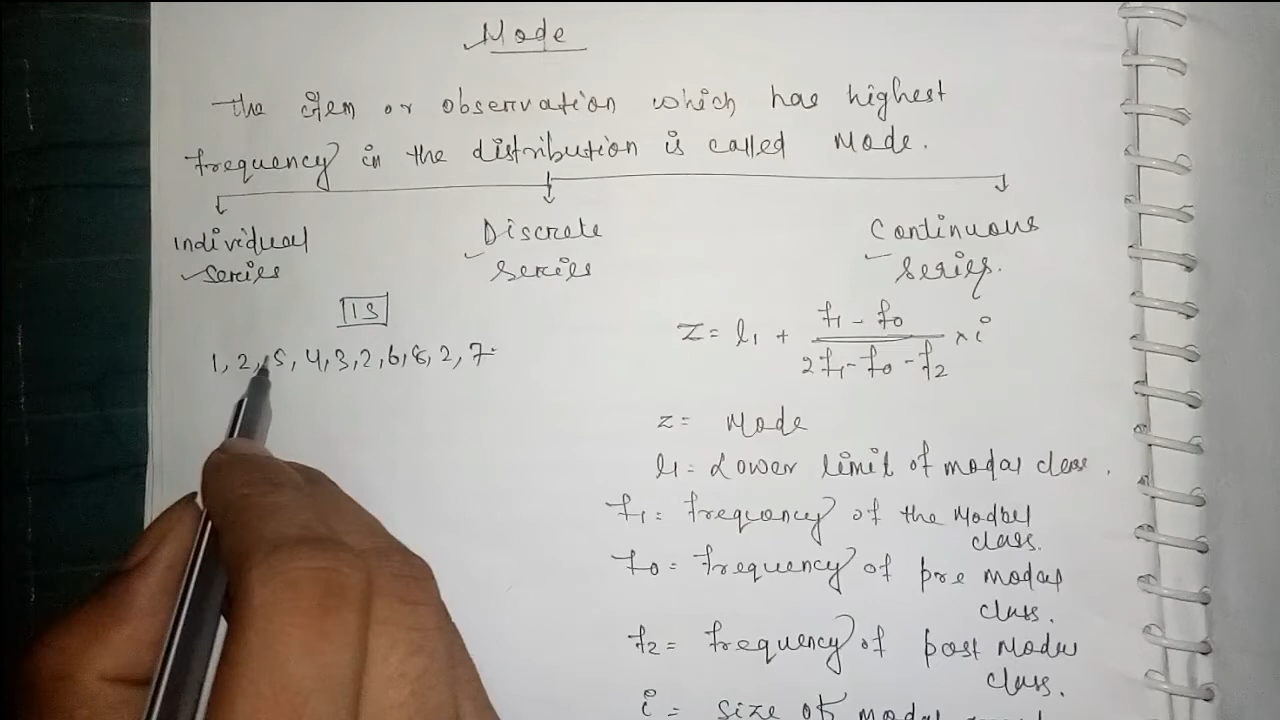 Mode
The item or observation which has highest
frequency in the distribution is called Mode.
Individual
Series
Discrete
Series
Continuous
Series.
IS
1, 2, 5, 4, 3, 2, 6, 8, 2, 7
Z = l₁ + (f₁ - f₀) / (2f₁ - f₀ - f₂) × i
Z = Mode
l₁ = Lower limit of modal class.
f₁ = frequency of the Modal
class.
f₀ = frequency of pre modal
class.
f₂ = frequency of post Modal
class.
i = size of modal